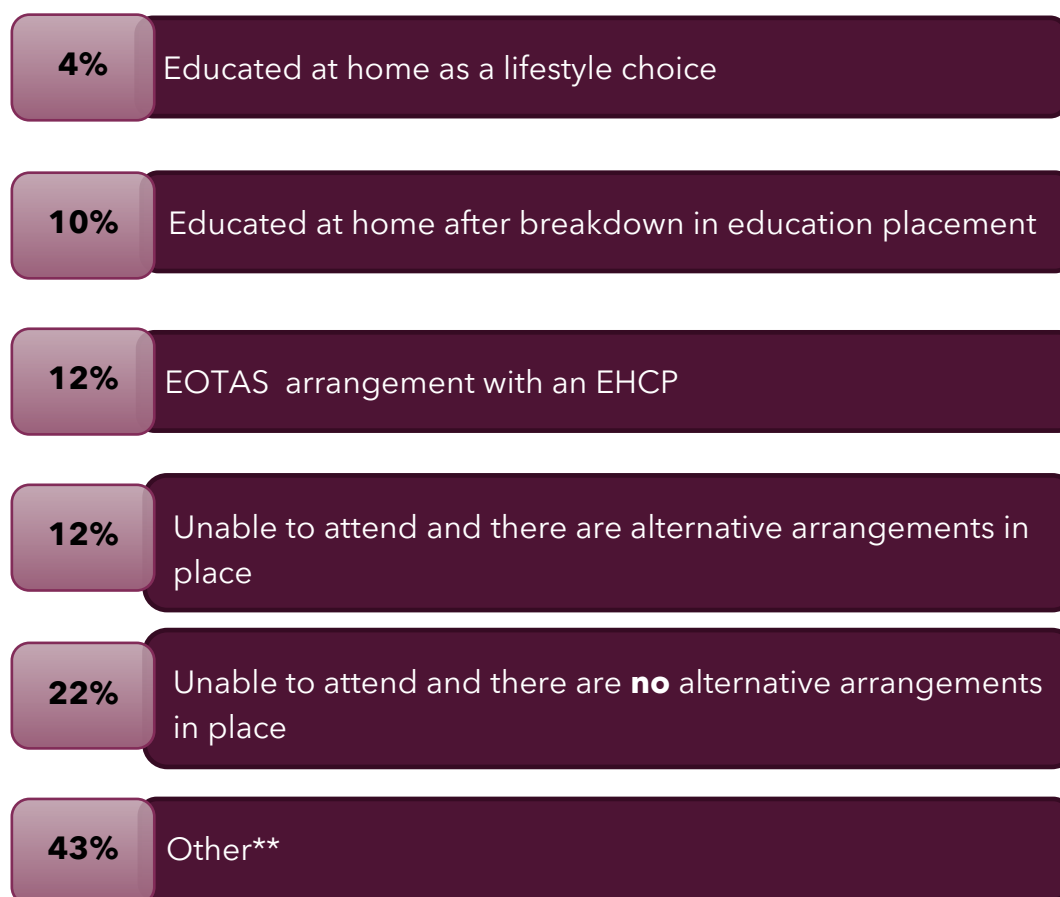 4% Educated at home as a lifestyle choice
10% Educated at home after breakdown in education placement
12% EOTAS arrangement with an EHCP
12% Unable to attend and there are alternative arrangements in
place
22% Unable to attend and there are no alternative arrangements
in place
43% Other**